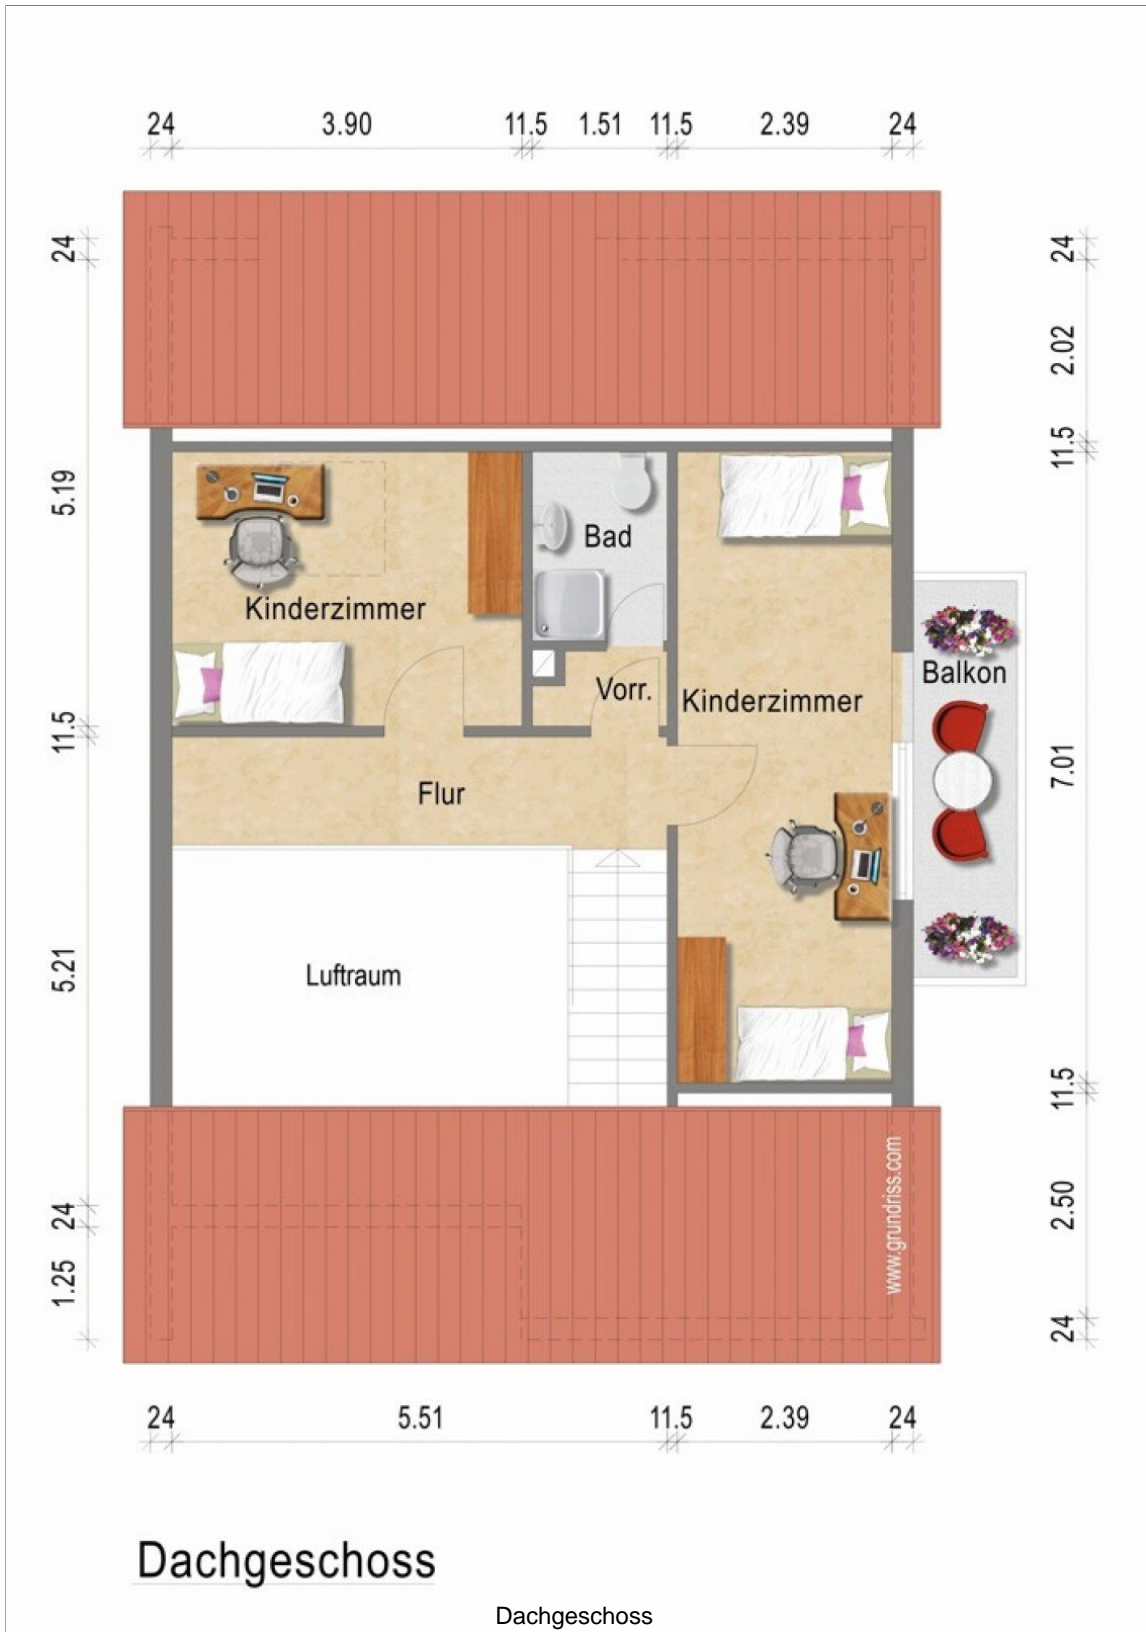 24 3.90 11.5 1.51 11.5 2.39 24
24
24
2.02
11.5
5.19
Bad
Kinderzimmer
Vorr.
Kinderzimmer
Balkon
11.5
7.01
Flur
5.21
Luftraum
11.5
24
2.50
1.25
24
www.grundriss.com
24 5.51 11.5 2.39 24
Dachgeschoss
Dachgeschoss